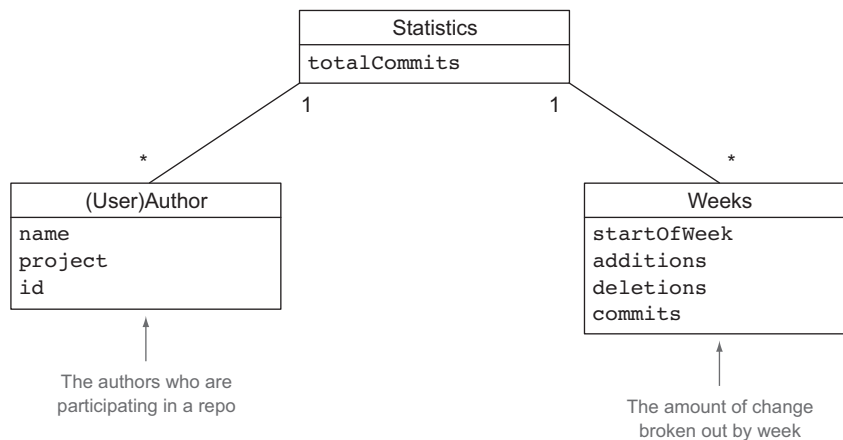 Statistics
totalCommits
1
1
*
*
(User)Author
name
project
id
Weeks
startOfWeek
additions
deletions
commits
The authors who are
participating in a repo
The amount of change
broken out by week